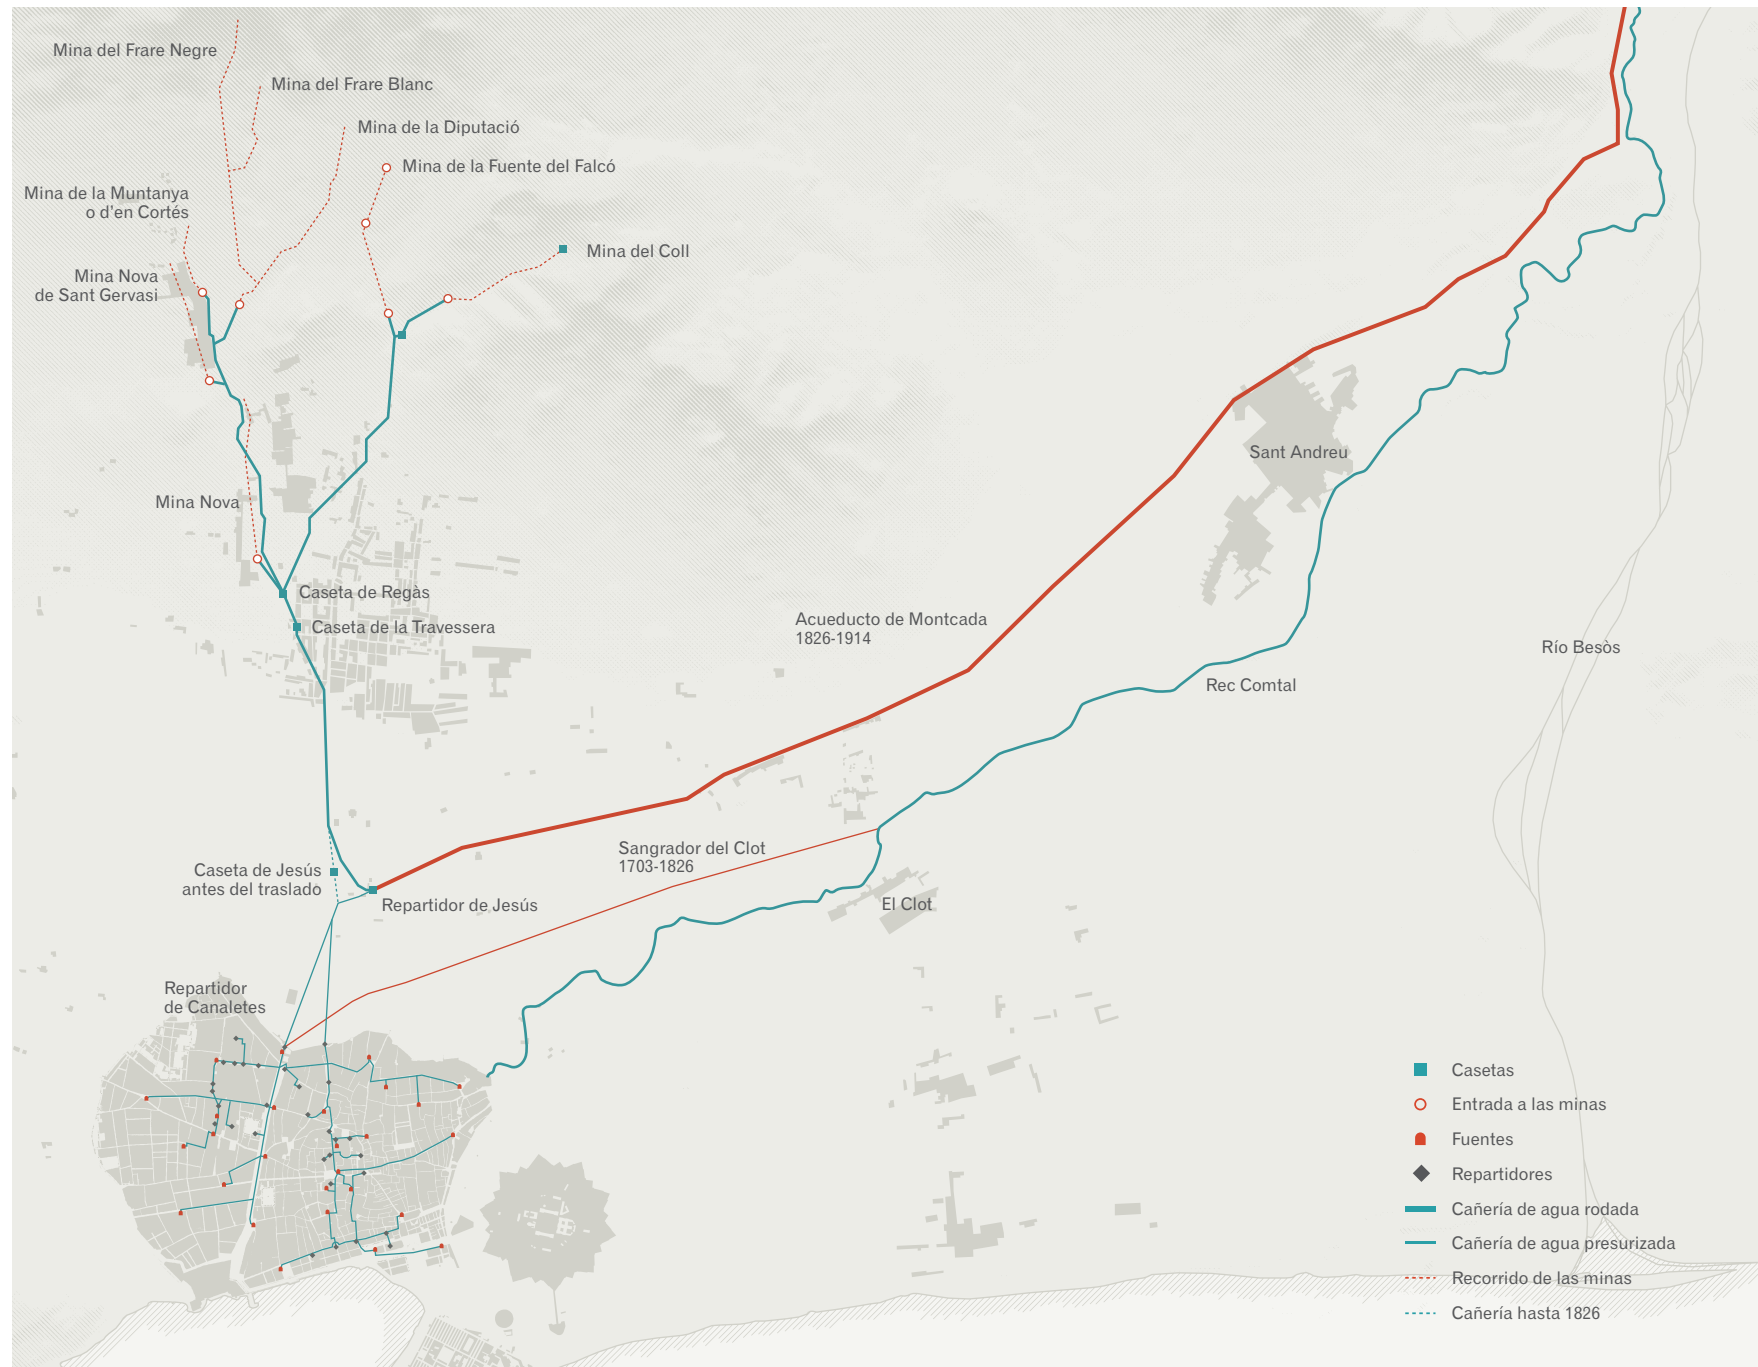 Mina del Frare Negre
Mina del Frare Blanc
Mina de la Diputació
Mina de la Fuente del Falcó
Mina de la Muntanya
o d'en Cortés
Mina del Coll
Mina Nova
de Sant Gervasi
Sant Andreu
Mina Nova
Caseta de Regàs
Caseta de la Travessera
Acueducto de Montcada
1826-1914
Río Besòs
Rec Comtal
Sangrador del Clot
1703-1826
Caseta de Jesús
antes del traslado
Repartidor de Jesús
El Clot
Repartidor
de Canaletes
Casetas
Entrada a las minas
Fuentes
Repartidores
Cañería de agua rodada
Cañería de agua presurizada
Recorrido de las minas
Cañería hasta 1826